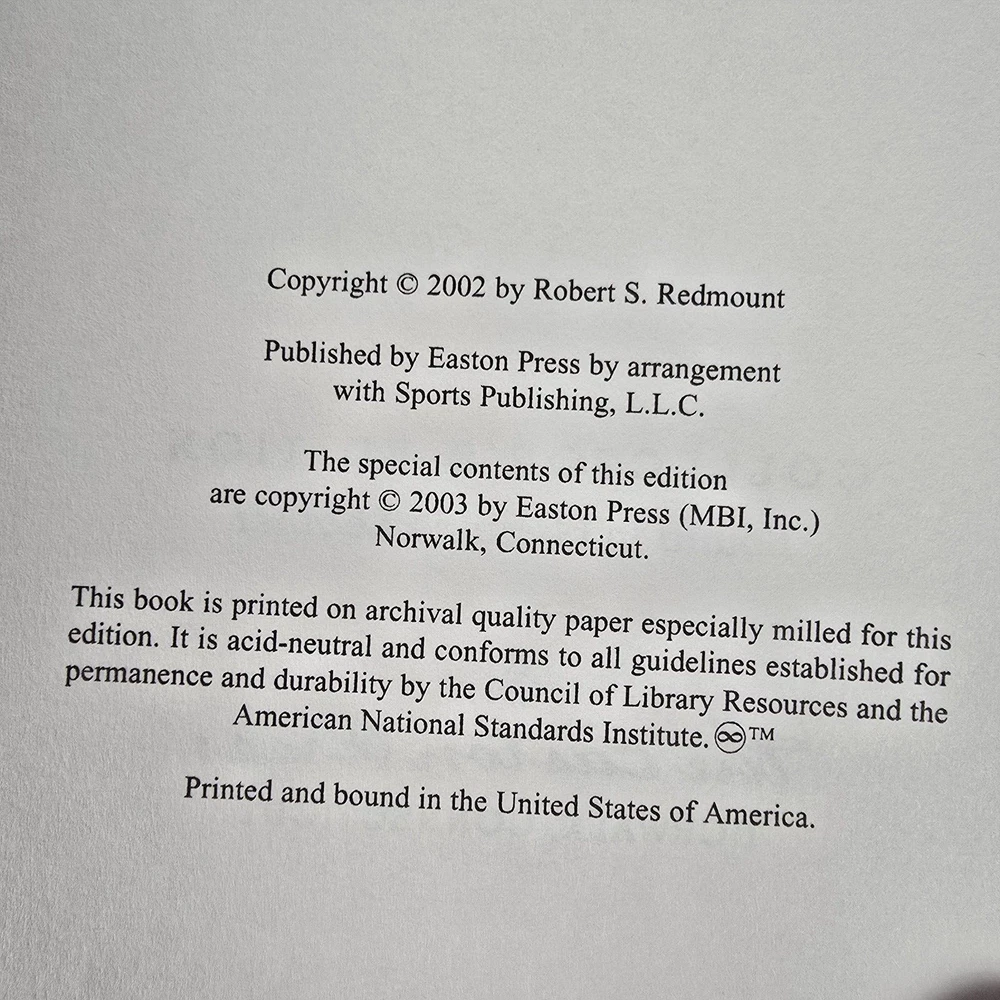 Copyright © 2002 by Robert S. Redmount
Published by Easton Press by arrangement
with Sports Publishing, L.L.C.
The special contents of this edition
are copyright © 2003 by Easton Press (MBI, Inc.)
Norwalk, Connecticut.
This book is printed on archival quality paper especially milled for this
edition. It is acid-neutral and conforms to all guidelines established for
permanence and durability by the Council of Library Resources and the
American National Standards Institute. ♾™
Printed and bound in the United States of America.